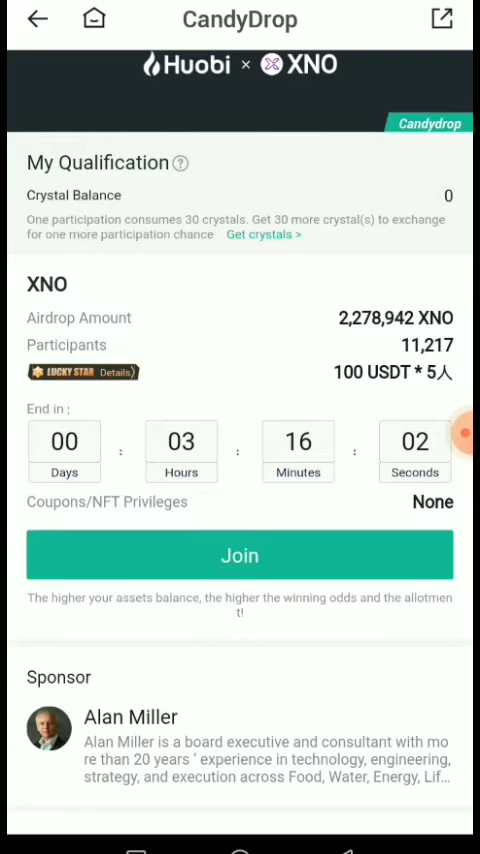 CandyDrop
Huobi × XNO
Candydrop
My Qualification ?
Crystal Balance 0
One participation consumes 30 crystals. Get 30 more crystal(s) to exchange
for one more participation chance Get crystals >
XNO
Airdrop Amount 2,278,942 XNO
Participants 11,217
LUCKY STAR Details〉 100 USDT * 5人
End in ;
00 : 03 : 16 : 02
Days Hours Minutes Seconds
Coupons/NFT Privileges None
Join
The higher your assets balance, the higher the winning odds and the allotmen
t!
Sponsor
Alan Miller
Alan Miller is a board executive and consultant with mo
re than 20 years ’ experience in technology, engineering,
strategy, and execution across Food, Water, Energy, Lif...